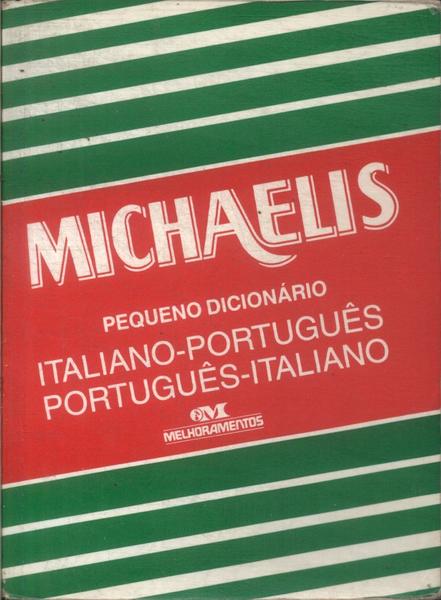 MICHAELIS
PEQUENO DICIONÁRIO
ITALIANO-PORTUGUÊS
PORTUGUÊS-ITALIANO
M
MELHORAMENTOS